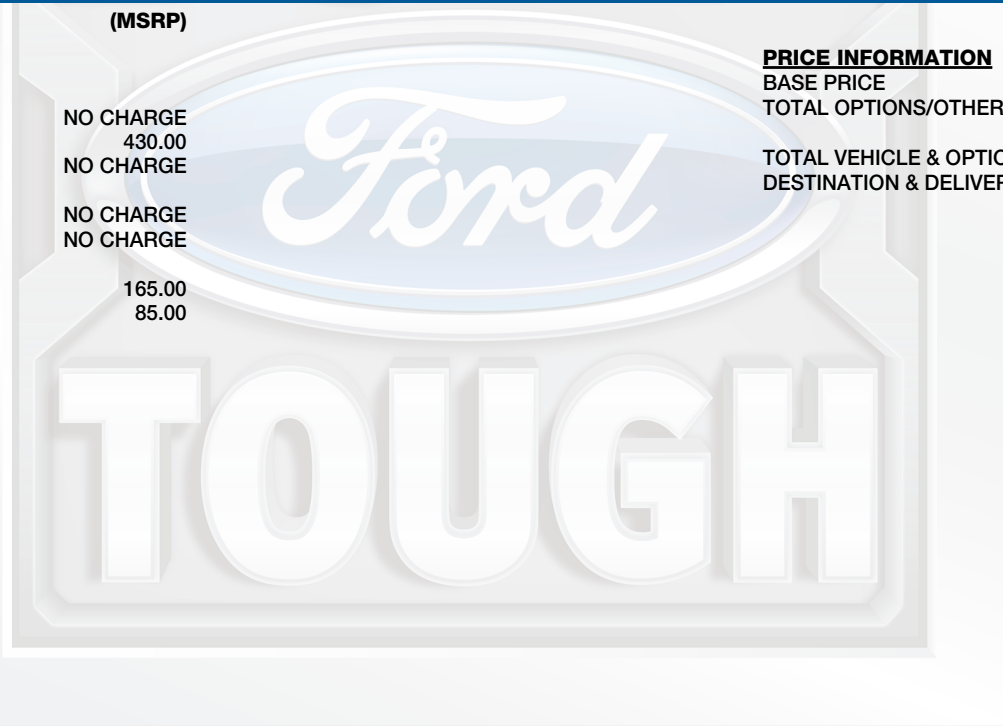 (MSRP)
NO CHARGE
430.00
NO CHARGE
NO CHARGE
NO CHARGE
165.00
85.00
PRICE INFORMATION
BASE PRICE
TOTAL OPTIONS/OTHER
TOTAL VEHICLE & OPTIO
DESTINATION & DELIVER
Ford
TOUGH